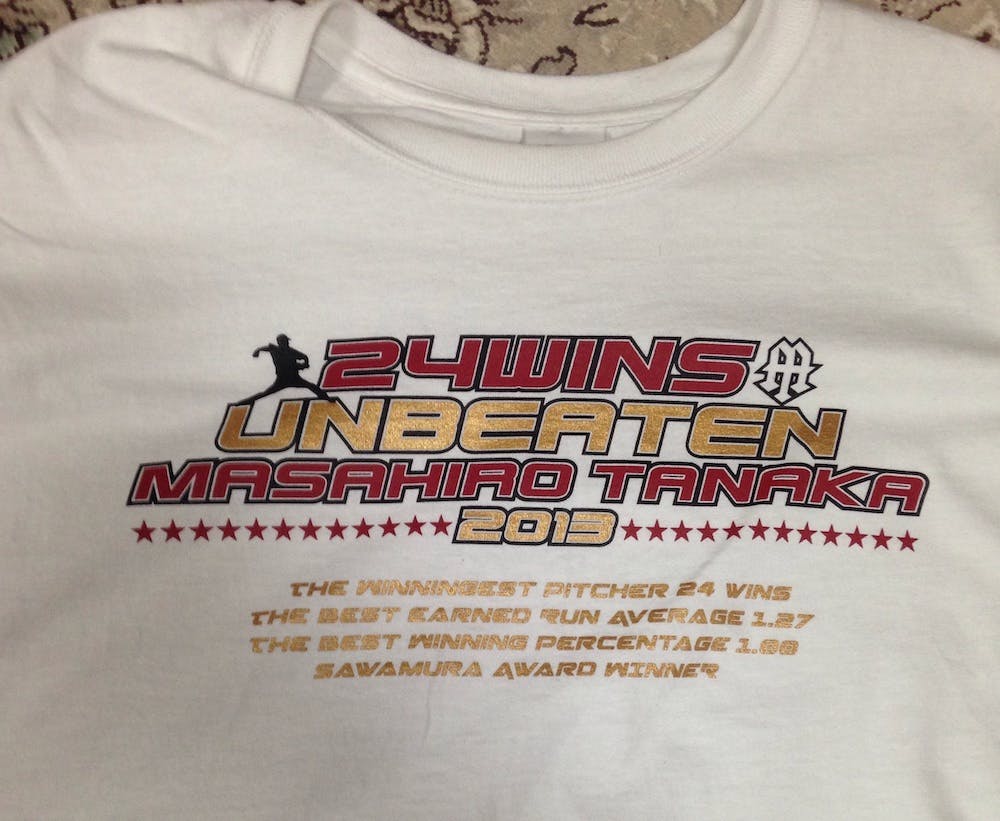 24WINS
UNBEATEN
MASAHIRO TANAKA
2013
THE WINNINGEST PITCHER 24 WINS
THE BEST EARNED RUN AVERAGE 1.27
THE BEST WINNING PERCENTAGE 1.00
SAWAMURA AWARD WINNER